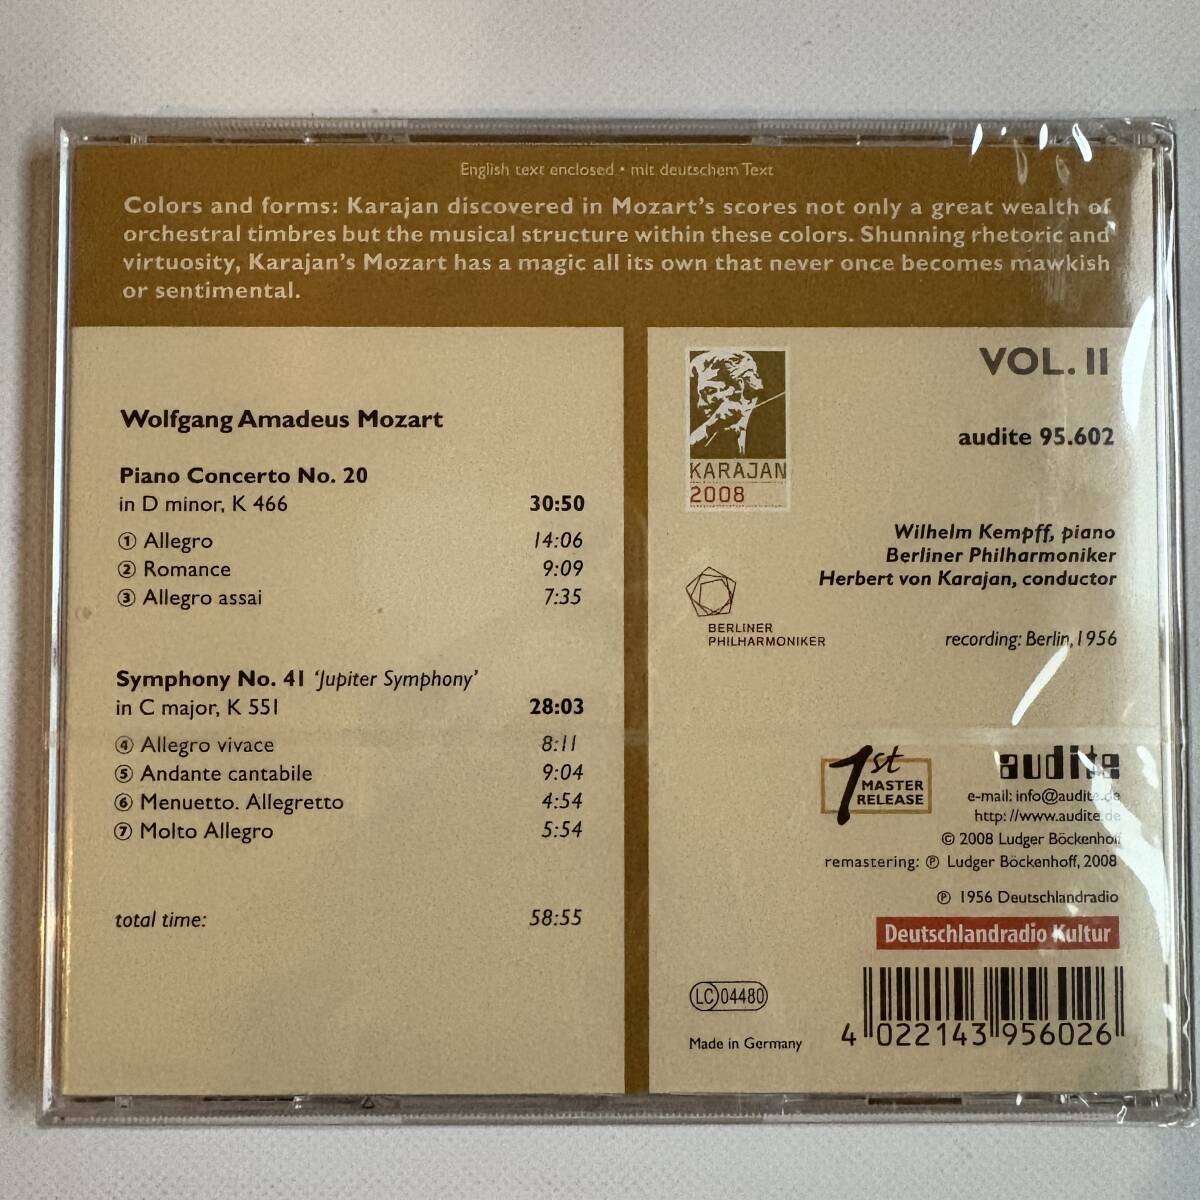 English text enclosed • mit deutschem Text
Colors and forms: Karajan discovered in Mozart's scores not only a great wealth of
orchestral timbres but the musical structure within these colors. Shunning rhetoric and
virtuosity, Karajan's Mozart has a magic all its own that never once becomes mawkish
or sentimental.
Wolfgang Amadeus Mozart
Piano Concerto No. 20
in D minor, K 466 30:50
① Allegro 14:06
② Romance 9:09
③ Allegro assai 7:35
Symphony No. 41 'Jupiter Symphony'
in C major, K 551 28:03
④ Allegro vivace 8:11
⑤ Andante cantabile 9:04
⑥ Menuetto. Allegretto 4:54
⑦ Molto Allegro 5:54
total time: 58:55
VOL. II
audite 95.602
KARAJAN
2008
Wilhelm Kempff, piano
Berliner Philharmoniker
Herbert von Karajan, conductor
BERLINER
PHILHARMONIKER
recording: Berlin, 1956
1st
MASTER
RELEASE
audite
e-mail: info@audite.de
http: //www.audite.de
© 2008 Ludger Böckenhoff
remastering: ℗ Ludger Böckenhoff, 2008
℗ 1956 Deutschlandradio
Deutschlandradio Kultur
LC 04480
Made in Germany
4 022143 956026